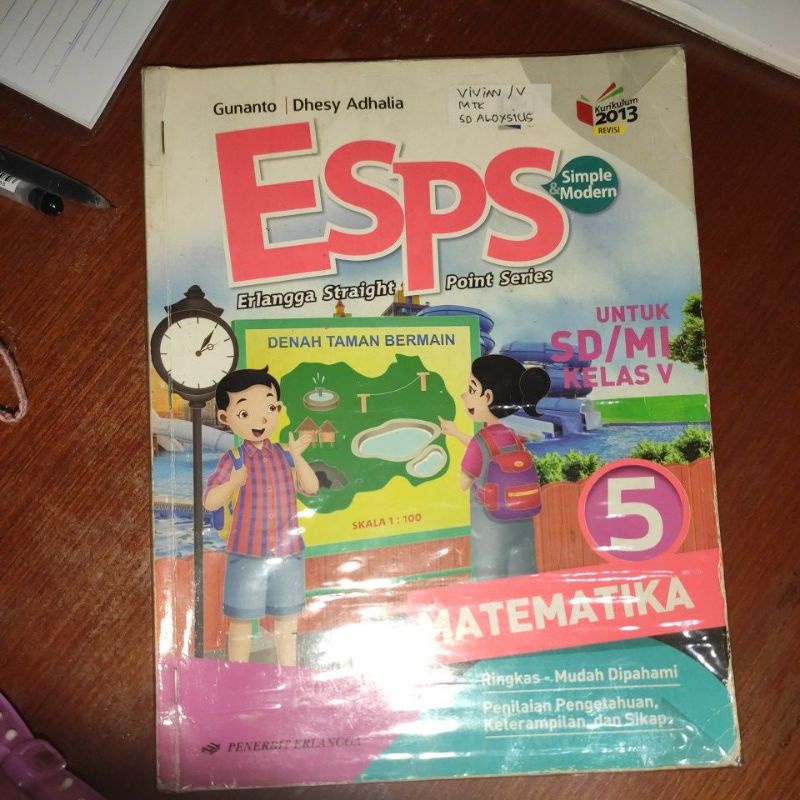 Gunanto | Dhesy Adhalia
VIVIAN /V
MTK
SD ALOYSIUS
Kurikulum
2013
REVISI
ESPS
Simple
& Modern
Erlangga Straight Point Series
UNTUK
SD/MI
KELAS V
DENAH TAMAN BERMAIN
T
T
SKALA 1 : 100
5
MATEMATIKA
Ringkas - Mudah Dipahami
Penilaian Pengetahuan,
Keterampilan, dan Sikap
PENERBIT ERLANGGA